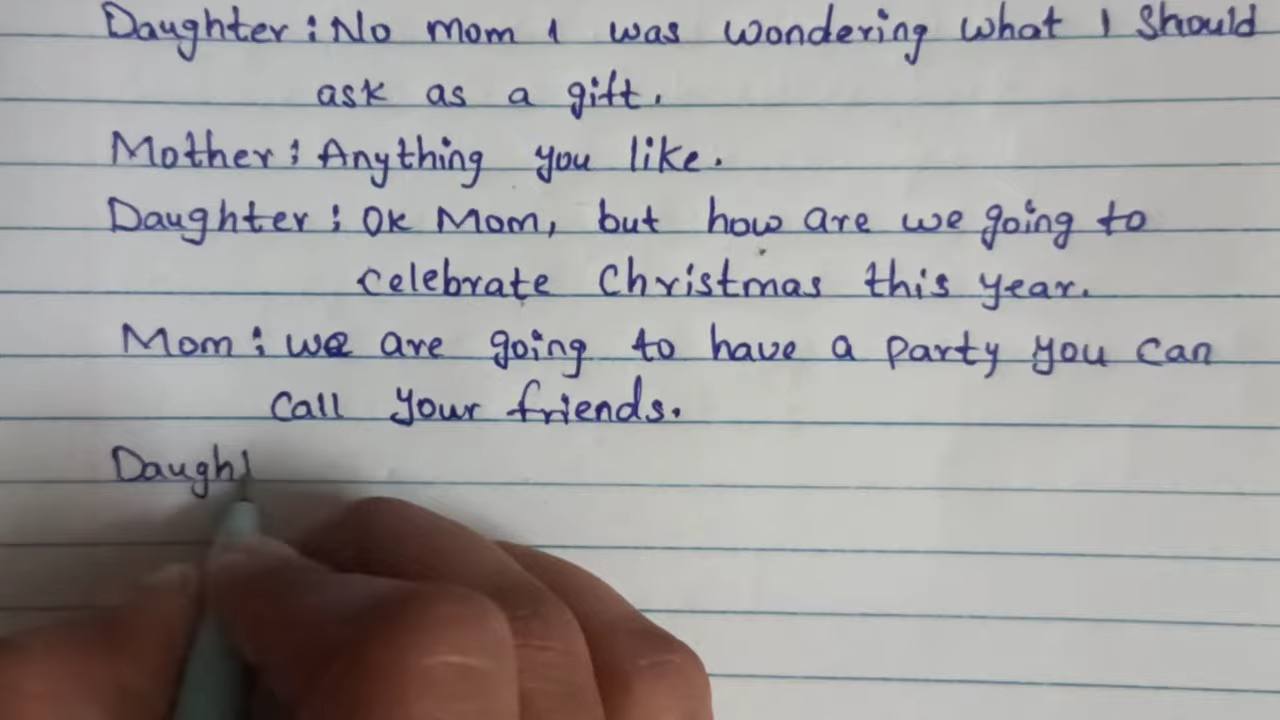 Daughter: No mom I was wondering what I should
ask as a gift.
Mother: Anything you like.
Daughter: Ok Mom, but how are we going to
celebrate Christmas this year.
Mom: we are going to have a party you can
call your friends.
Daugh